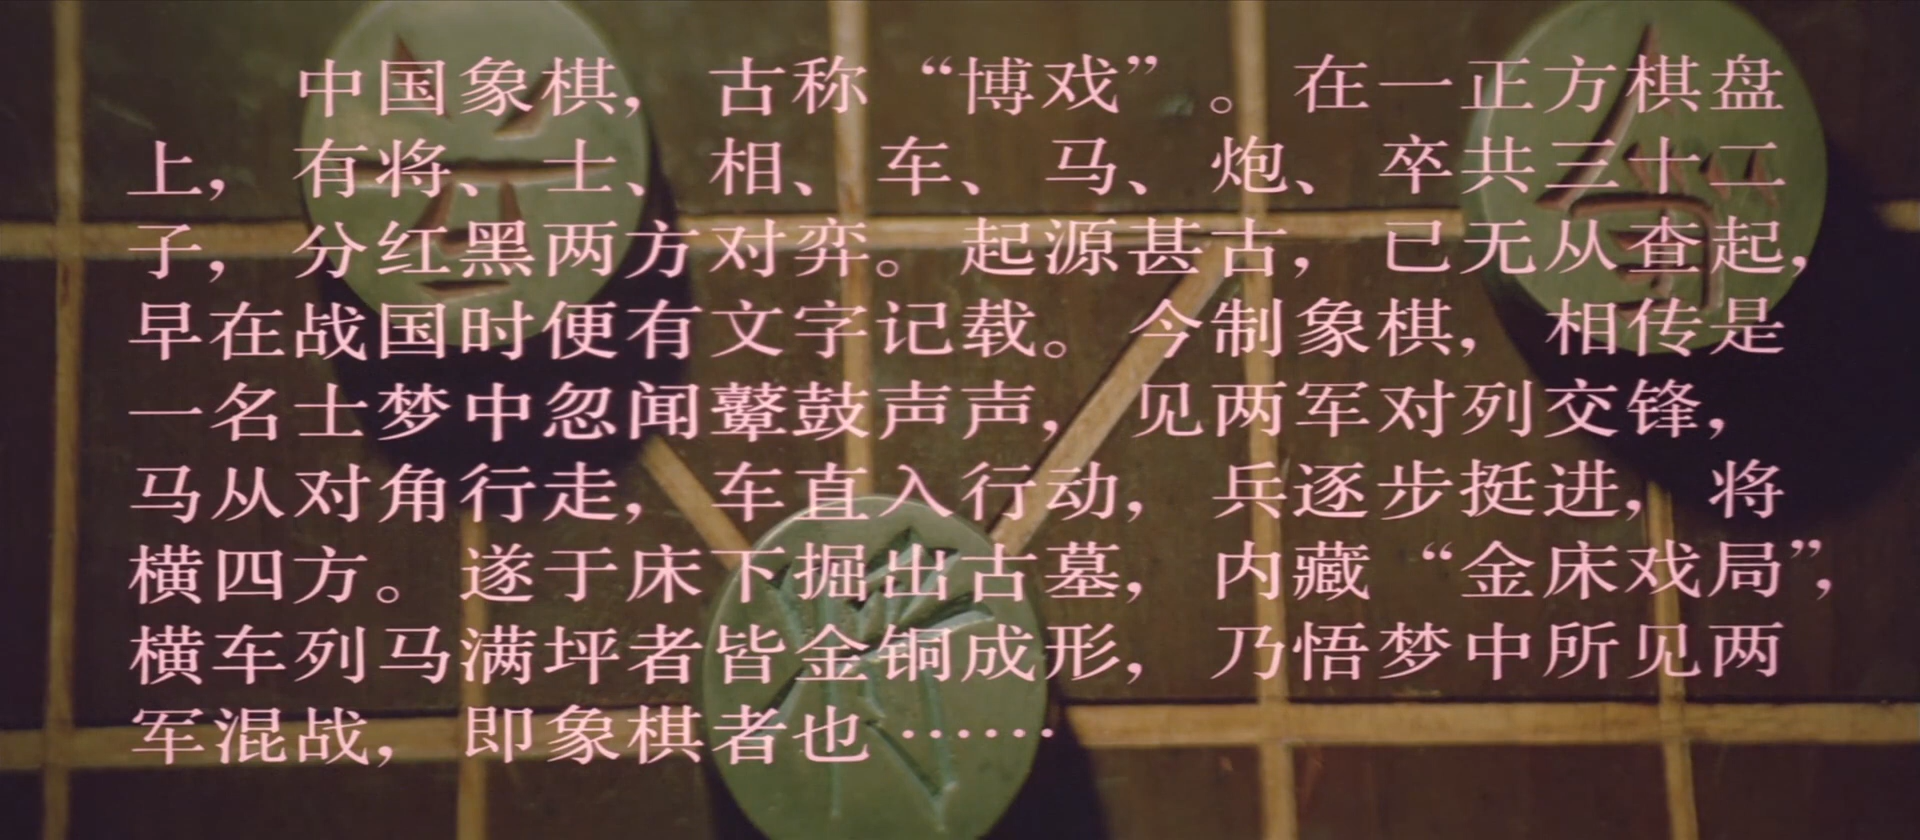 中国象棋，古称“博戏”。在一正方棋盘
上，有将、士、相、车、马、炮、卒共三十二
子，分红黑两方对弈。起源甚古，已无从查起，
早在战国时便有文字记载。今制象棋，相传是
一名士梦中忽闻鼙鼓声声，见两军对列交锋，
马从对角行走，车直入行动，兵逐步挺进，将
横四方。遂于床下掘出古墓，内藏“金床戏局”，
横车列马满坪者皆金铜成形，乃悟梦中所见两
军混战，即象棋者也……